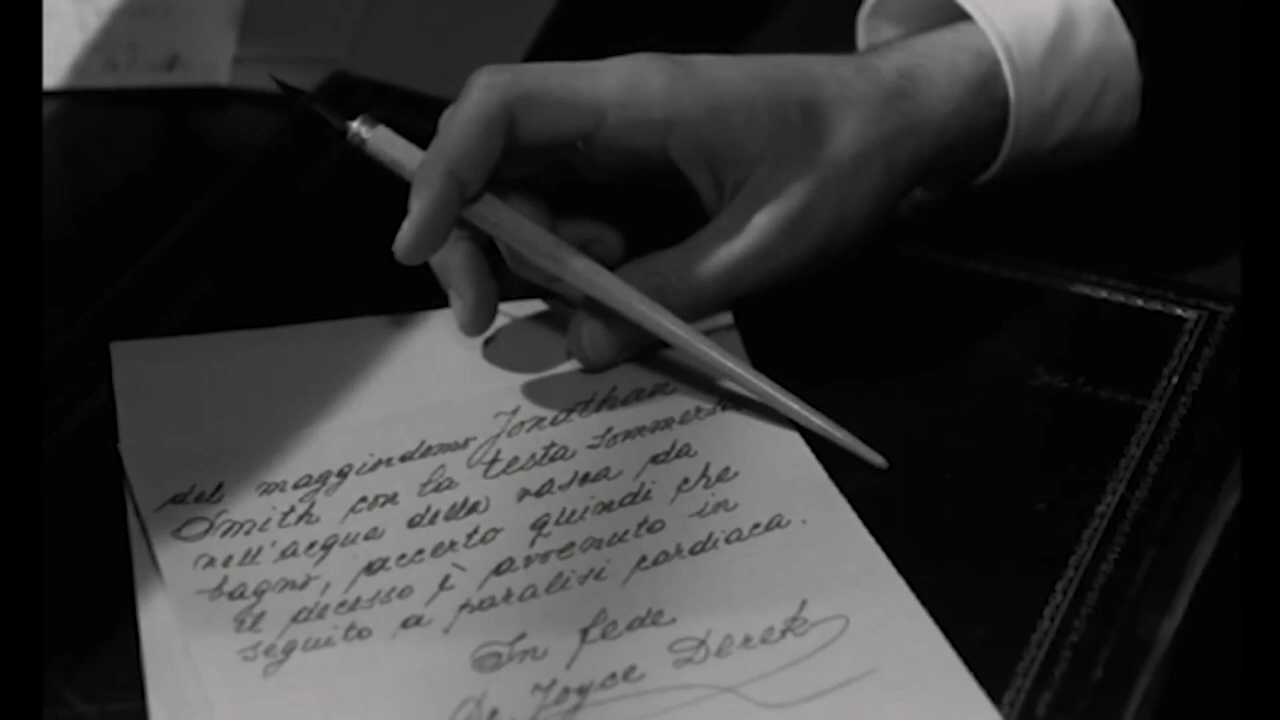 del maggiordomo Jonathan
Smith con la testa sommersa
nell'acqua della vasca da
bagno, accerto quindi che
il decesso è avvenuto in
seguito a paralisi cardiaca.
In fede
Dr. Joyce Derek